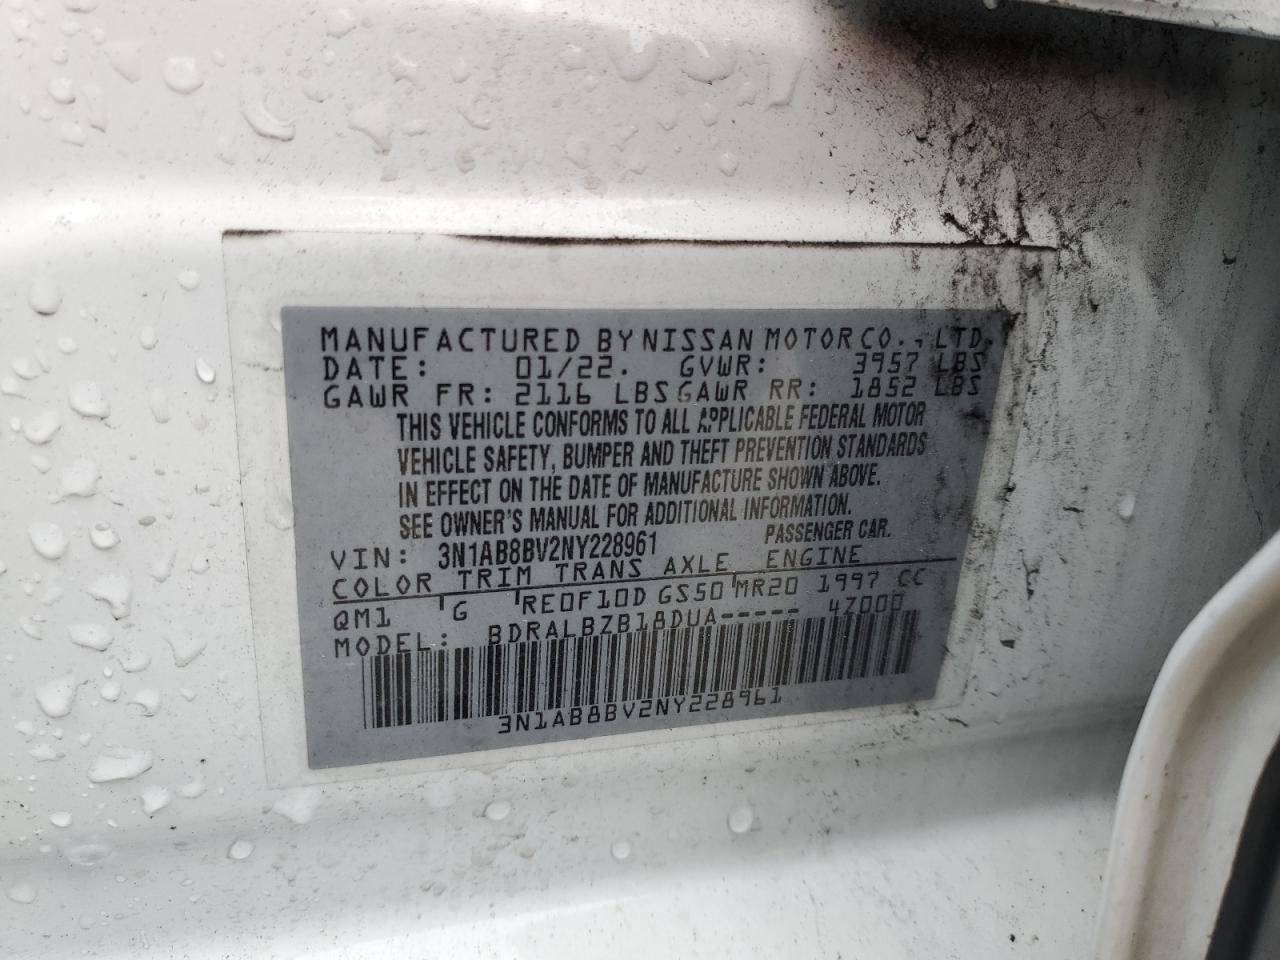 MANUFACTURED BY NISSAN MOTOR CO., LTD.
DATE: 01/22. GVWR: 3957 LBS
GAWR FR: 2116 LBS GAWR RR: 1852 LBS
THIS VEHICLE CONFORMS TO ALL APPLICABLE FEDERAL MOTOR
VEHICLE SAFETY, BUMPER AND THEFT PREVENTION STANDARDS
IN EFFECT ON THE DATE OF MANUFACTURE SHOWN ABOVE.
SEE OWNER'S MANUAL FOR ADDITIONAL INFORMATION.
VIN: 3N1AB8BV2NY228961 PASSENGER CAR.
COLOR TRIM TRANS AXLE ENGINE
QM1 G RE0F10D GS50 MR20 1997 CC
MODEL: BDRALBZB18DUA----- 4Z000
3N1AB8BV2NY228961